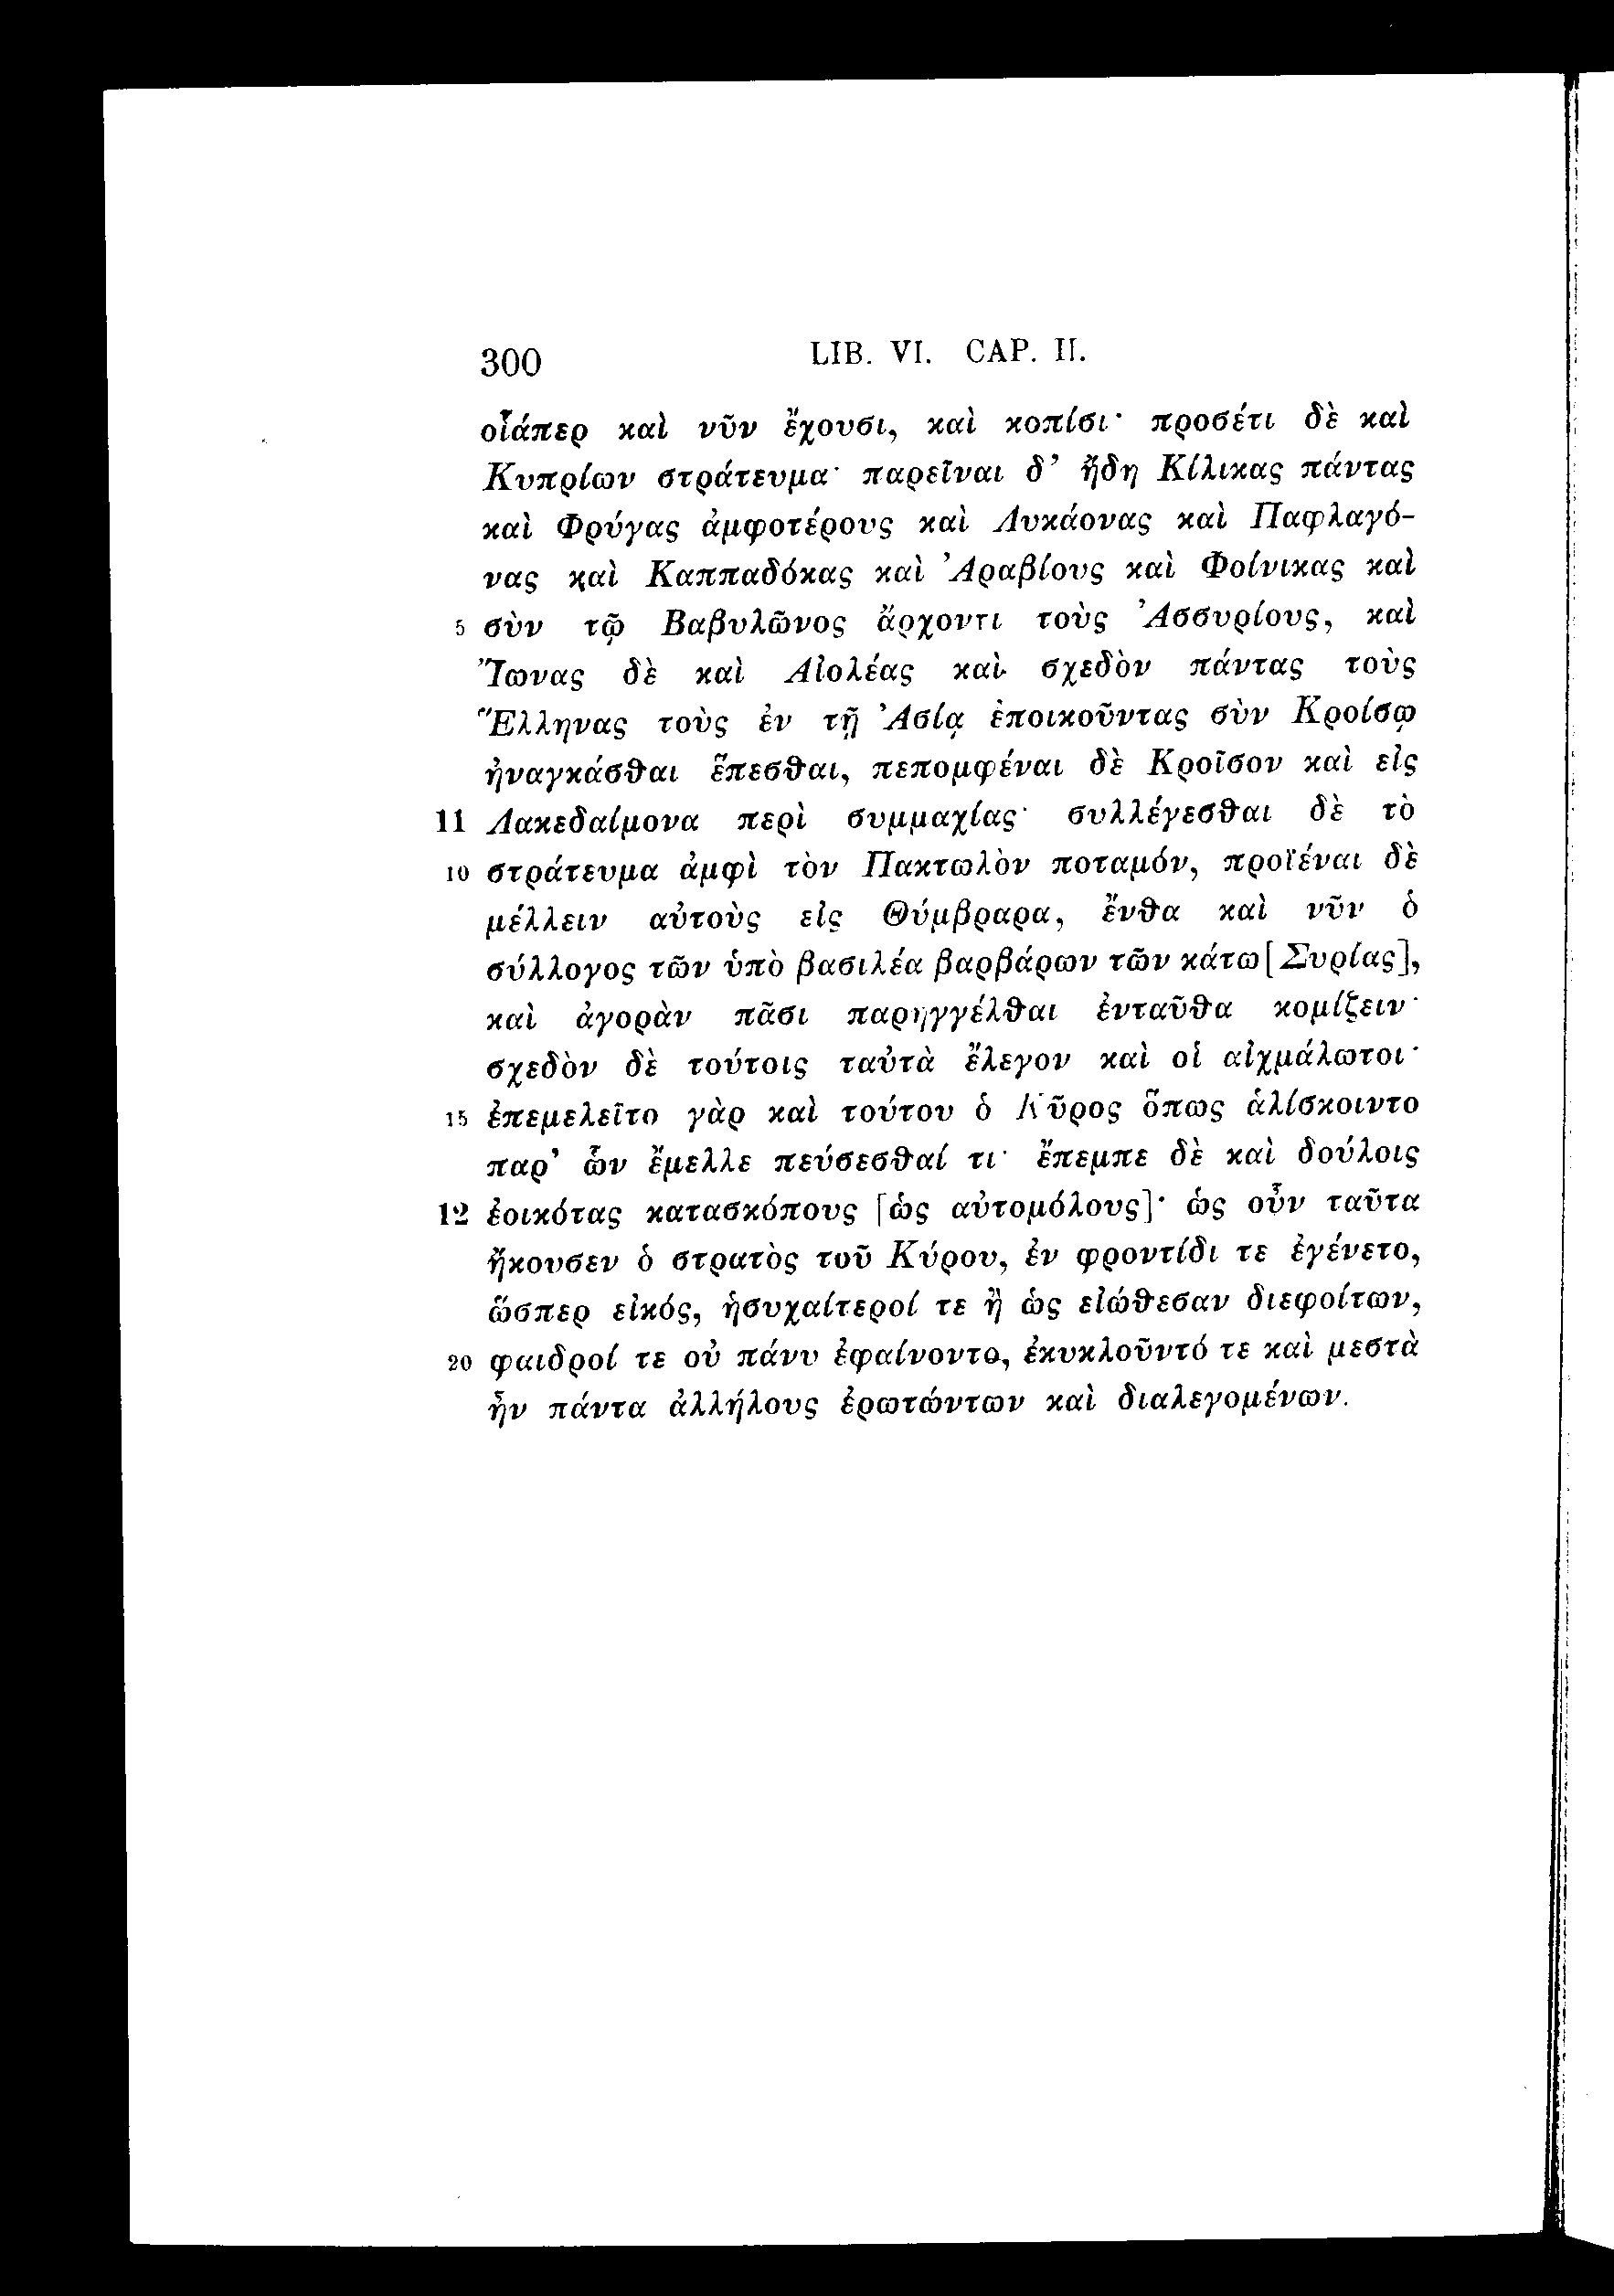 300 LIB. VI. CAP. II.
οἷάπερ καὶ νῦν ἔχουσι, καὶ κοπίσι· προσέτι δὲ καὶ
Κυπρίων στράτευμα· παρεῖναι δ’ ἤδη Κίλικας πάντας
καὶ Φρύγας ἀμφοτέρους καὶ Λυκάονας καὶ Παφλαγό-
νας καὶ Καππαδόκας καὶ Ἀραβίους καὶ Φοίνικας καὶ
5 σὺν τῷ Βαβυλῶνος ἄρχοντι τοὺς Ἀσσυρίους, καὶ
Ἴωνας δὲ καὶ Αἰολέας καὶ σχεδὸν πάντας τοὺς
Ἕλληνας τοὺς ἐν τῇ Ἀσίᾳ ἐποικοῦντας σὺν Κροίσῳ
ἠναγκάσθαι ἕπεσθαι, πεπομφέναι δὲ Κροῖσον καὶ εἰς
11 Λακεδαίμονα περὶ συμμαχίας· συλλέγεσθαι δὲ τὸ
10 στράτευμα ἀμφὶ τὸν Πακτωλὸν ποταμόν, προϊέναι δὲ
μέλλειν αὐτοὺς εἰς Θύμβραρα, ἔνθα καὶ νῦν ὁ
σύλλογος τῶν ὑπὸ βασιλέα βαρβάρων τῶν κάτω [Συρίας],
καὶ ἀγορὰν πᾶσι παρηγγέλθαι ἐνταῦθα κομίζειν·
σχεδὸν δὲ τούτοις ταὐτὰ ἔλεγον καὶ οἱ αἰχμάλωτοι·
15 ἐπεμελεῖτο γὰρ καὶ τούτου ὁ Κῦρος ὅπως ἁλίσκοιντο
παρ’ ὧν ἔμελλε πεύσεσθαί τι· ἔπεμπε δὲ καὶ δούλοις
12 ἐοικότας κατασκόπους [ὡς αὐτομόλους]· ὡς οὖν ταῦτα
ἤκουσεν ὁ στρατὸς τοῦ Κύρου, ἐν φροντίδι τε ἐγένετο,
ὥσπερ εἰκός, ἡσυχαίτεροί τε ἢ ὡς εἰώθεσαν διεφοίτων,
20 φαιδροί τε οὐ πάνυ ἐφαίνοντο, ἐκυκλοῦντό τε καὶ μεστὰ
ἦν πάντα ἀλλήλους ἐρωτώντων καὶ διαλεγομένων.